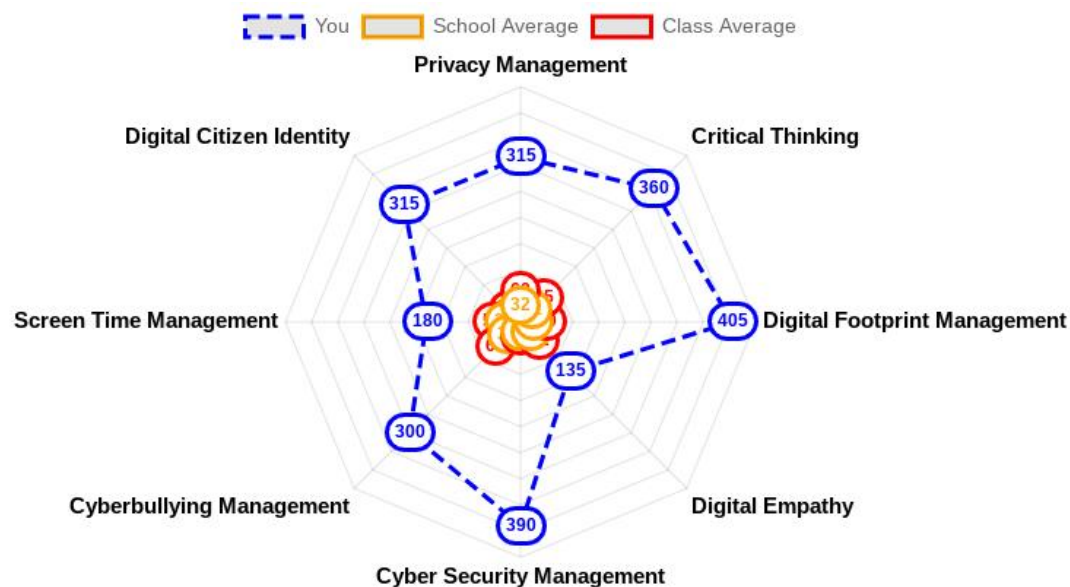 You School Average Class Average
Privacy Management
Digital Citizen Identity Critical Thinking
315
315 360
32
Screen Time Management 180 405 Digital Footprint Management
135
300
Cyberbullying Management Digital Empathy
390
Cyber Security Management